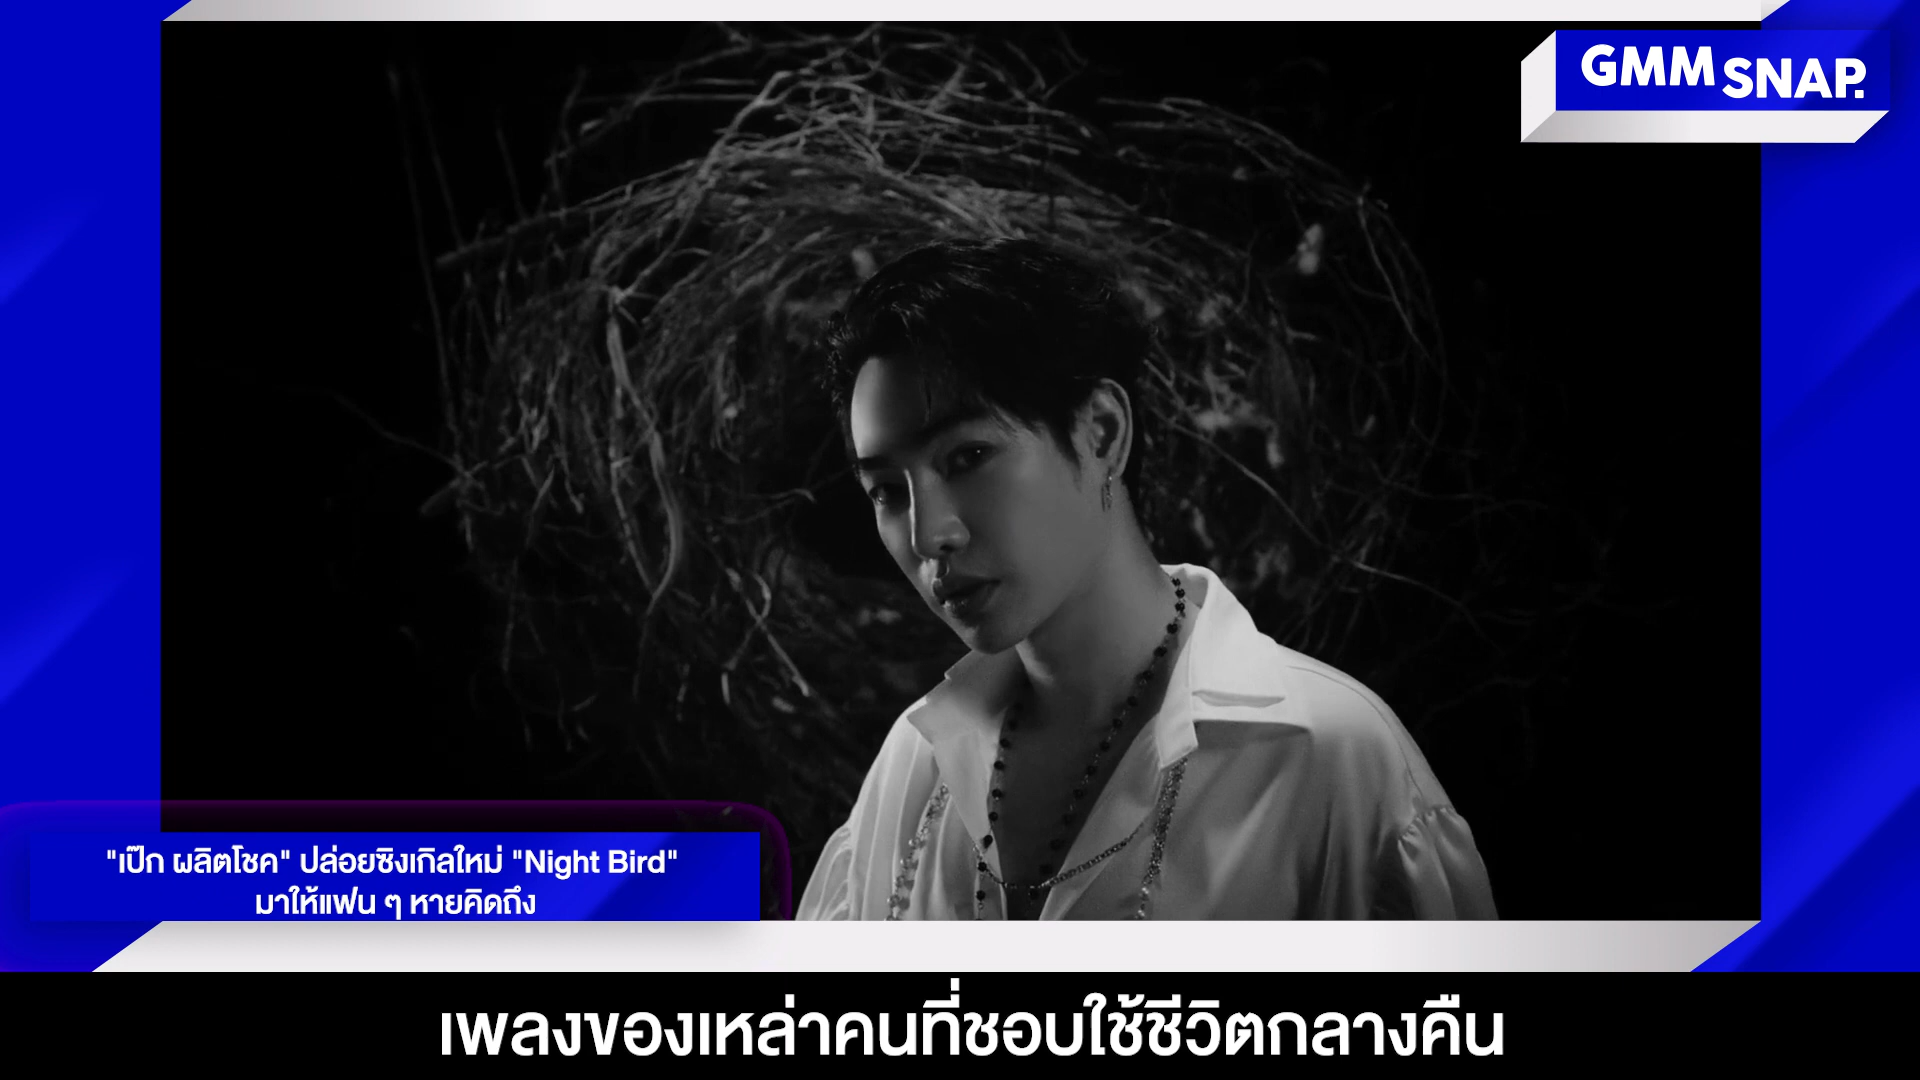 GMM SNAP.
"เป๊ก ผลิตโชค" ปล่อยซิงเกิลใหม่ "Night Bird"
มาให้แฟน ๆ หายคิดถึง
เพลงของเหล่าคนที่ชอบใช้ชีวิตกลางคืน